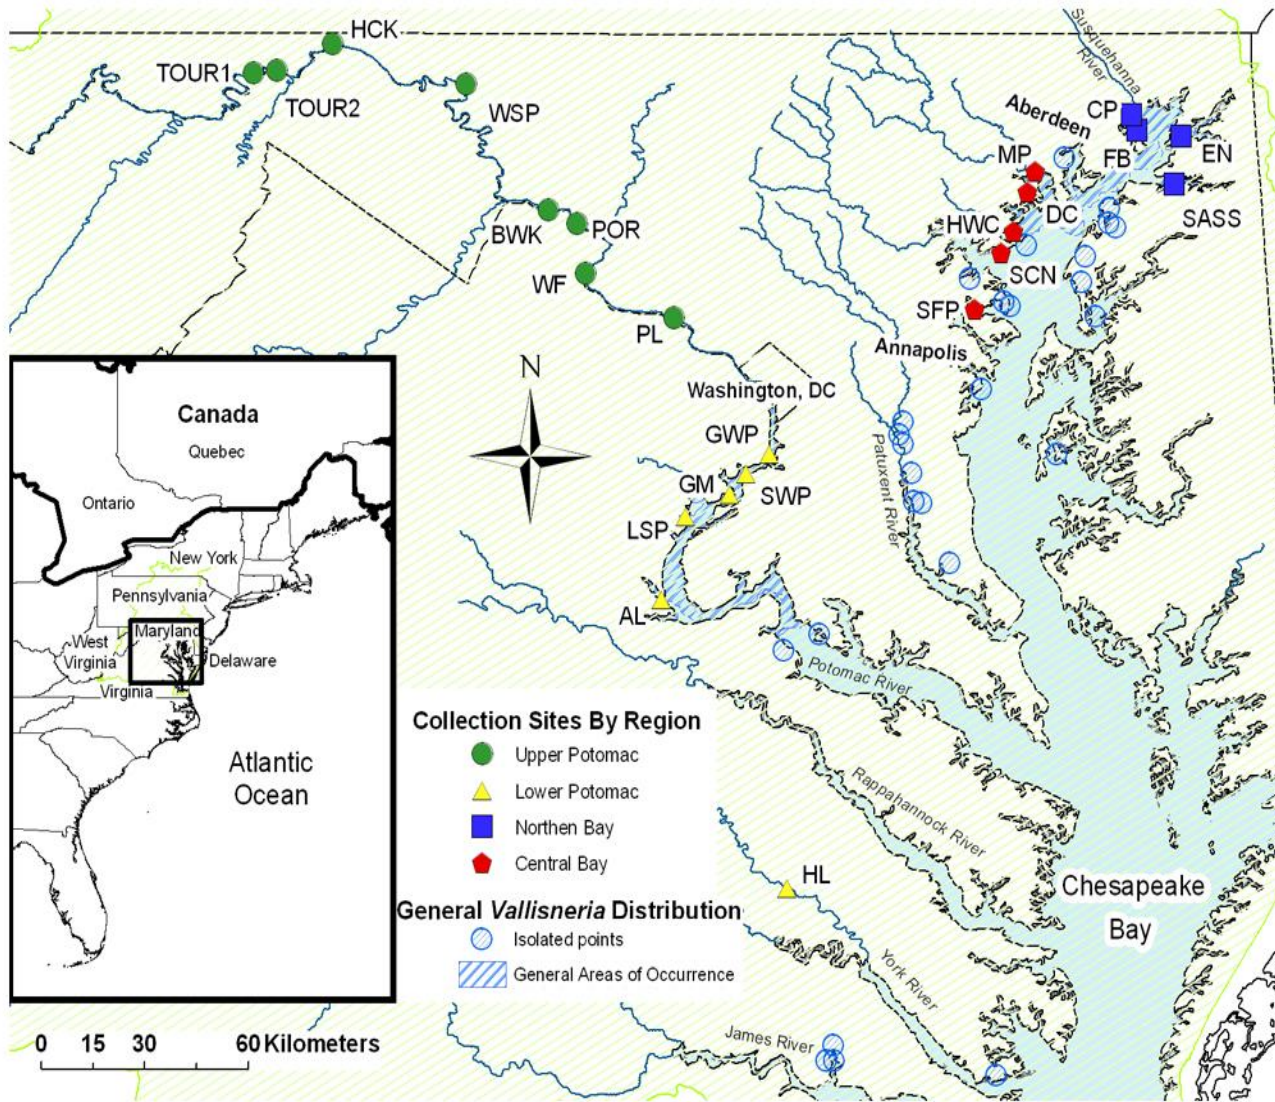 HCK
TOUR1
TOUR2
WSP
Susquehanna
River
CP
Aberdeen
FB
EN
MP
SASS
DC
HWC
BWK
POR
SCN
WF
SFP
PL
Annapolis
N
Washington, DC
GWP
Patuxent River
GM
SWP
LSP
AL
Potomac River
Canada
Quebec
Ontario
New York
Pennsylvania
Maryland
West
Virginia
Delaware
Virginia
Atlantic
Ocean
Collection Sites By Region
Upper Potomac
Lower Potomac
Northen Bay
Central Bay
General Vallisneria Distribution
Isolated points
General Areas of Occurrence
Rappahannock River
HL
Chesapeake
Bay
York River
James River
0 15 30 60 Kilometers